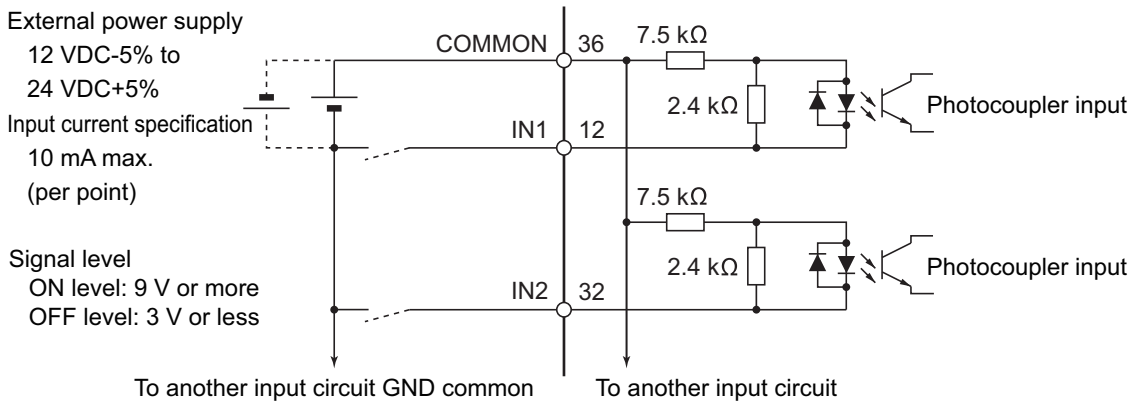 External power supply
12 VDC-5% to
24 VDC+5%
Input current specification
10 mA max.
(per point)
Signal level
ON level: 9 V or more
OFF level: 3 V or less
COMMON
36
7.5 kΩ
2.4 kΩ
Photocoupler input
IN1
12
7.5 kΩ
2.4 kΩ
Photocoupler input
IN2
32
To another input circuit GND common
To another input circuit